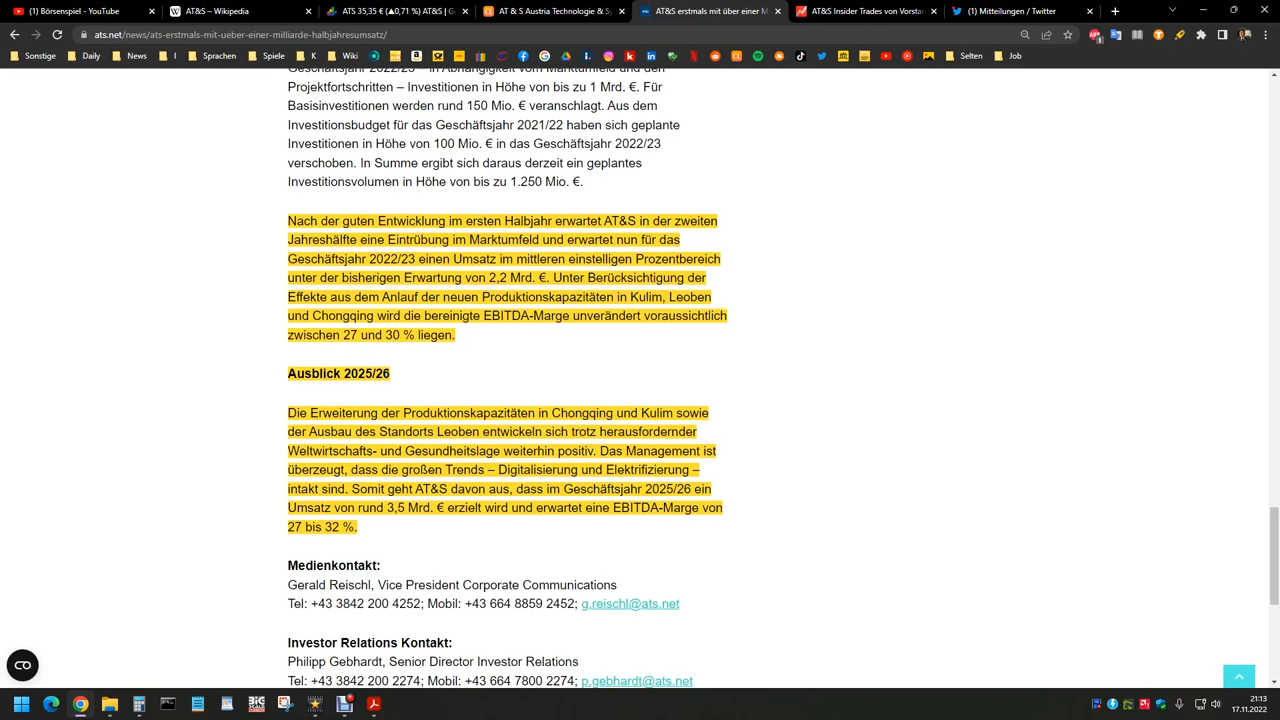 (1) Börsenspiel - YouTube
AT&S – Wikipedia
ATS 35,35 € (▲0,71 %) AT&S | G
AT & S Austria Technologie & Sy
AT&S erstmals mit über einer M
AT&S Insider Trades von Vorstan
(1) Mitteilungen / Twitter
ats.net/news/ats-erstmals-mit-ueber-einer-milliarde-halbjahresumsatz/
Sonstige
Daily
News
I
Sprachen
Spiele
K
Wiki
Selten
Job
Geschäftsjahr 2022/23 – in Abhängigkeit vom Marktumfeld und den
Projektfortschritten – Investitionen in Höhe von bis zu 1 Mrd. €. Für
Basisinvestitionen werden rund 150 Mio. € veranschlagt. Aus dem
Investitionsbudget für das Geschäftsjahr 2021/22 haben sich geplante
Investitionen in Höhe von 100 Mio. € in das Geschäftsjahr 2022/23
verschoben. In Summe ergibt sich daraus derzeit ein geplantes
Investitionsvolumen in Höhe von bis zu 1.250 Mio. €.
Nach der guten Entwicklung im ersten Halbjahr erwartet AT&S in der zweiten
Jahreshälfte eine Eintrübung im Marktumfeld und erwartet nun für das
Geschäftsjahr 2022/23 einen Umsatz im mittleren einstelligen Prozentbereich
unter der bisherigen Erwartung von 2,2 Mrd. €. Unter Berücksichtigung der
Effekte aus dem Anlauf der neuen Produktionskapazitäten in Kulim, Leoben
und Chongqing wird die bereinigte EBITDA-Marge unverändert voraussichtlich
zwischen 27 und 30 % liegen.
Ausblick 2025/26
Die Erweiterung der Produktionskapazitäten in Chongqing und Kulim sowie
der Ausbau des Standorts Leoben entwickeln sich trotz herausfordernder
Weltwirtschafts- und Gesundheitslage weiterhin positiv. Das Management ist
überzeugt, dass die großen Trends – Digitalisierung und Elektrifizierung –
intakt sind. Somit geht AT&S davon aus, dass im Geschäftsjahr 2025/26 ein
Umsatz von rund 3,5 Mrd. € erzielt wird und erwartet eine EBITDA-Marge von
27 bis 32 %.
Medienkontakt:
Gerald Reischl, Vice President Corporate Communications
Tel: +43 3842 200 4252; Mobil: +43 664 8859 2452; g.reischl@ats.net
Investor Relations Kontakt:
Philipp Gebhardt, Senior Director Investor Relations
Tel: +43 3842 200 2274; Mobil: +43 664 7800 2274; p.gebhardt@ats.net
21:13
17.11.2022